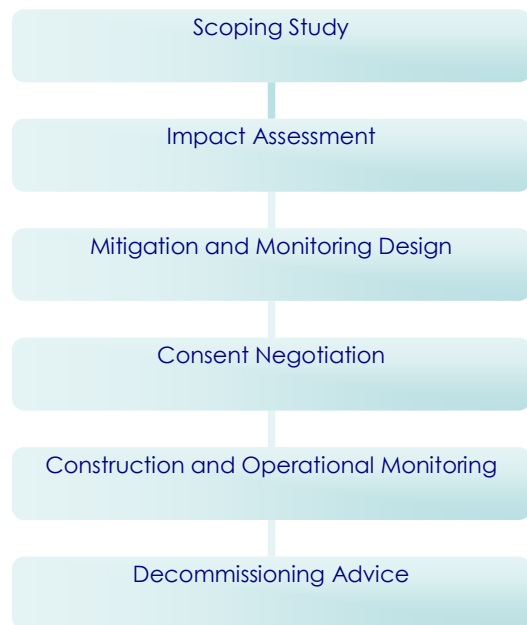 Scoping Study
Impact Assessment
Mitigation and Monitoring Design
Consent Negotiation
Construction and Operational Monitoring
Decommissioning Advice